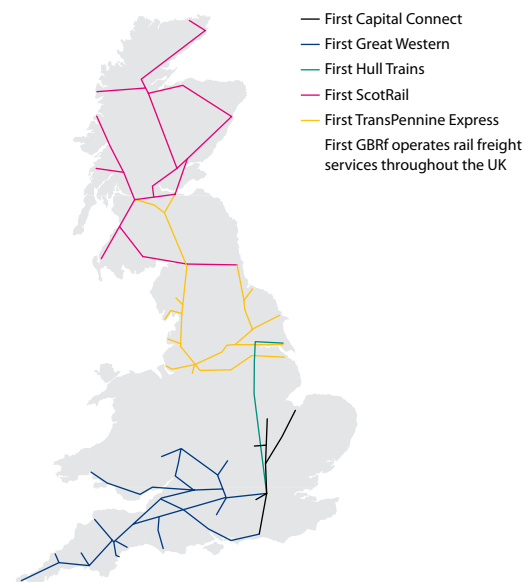 First Capital Connect
First Great Western
First Hull Trains
First ScotRail
First TransPennine Express
First GBRf operates rail freight
services throughout the UK